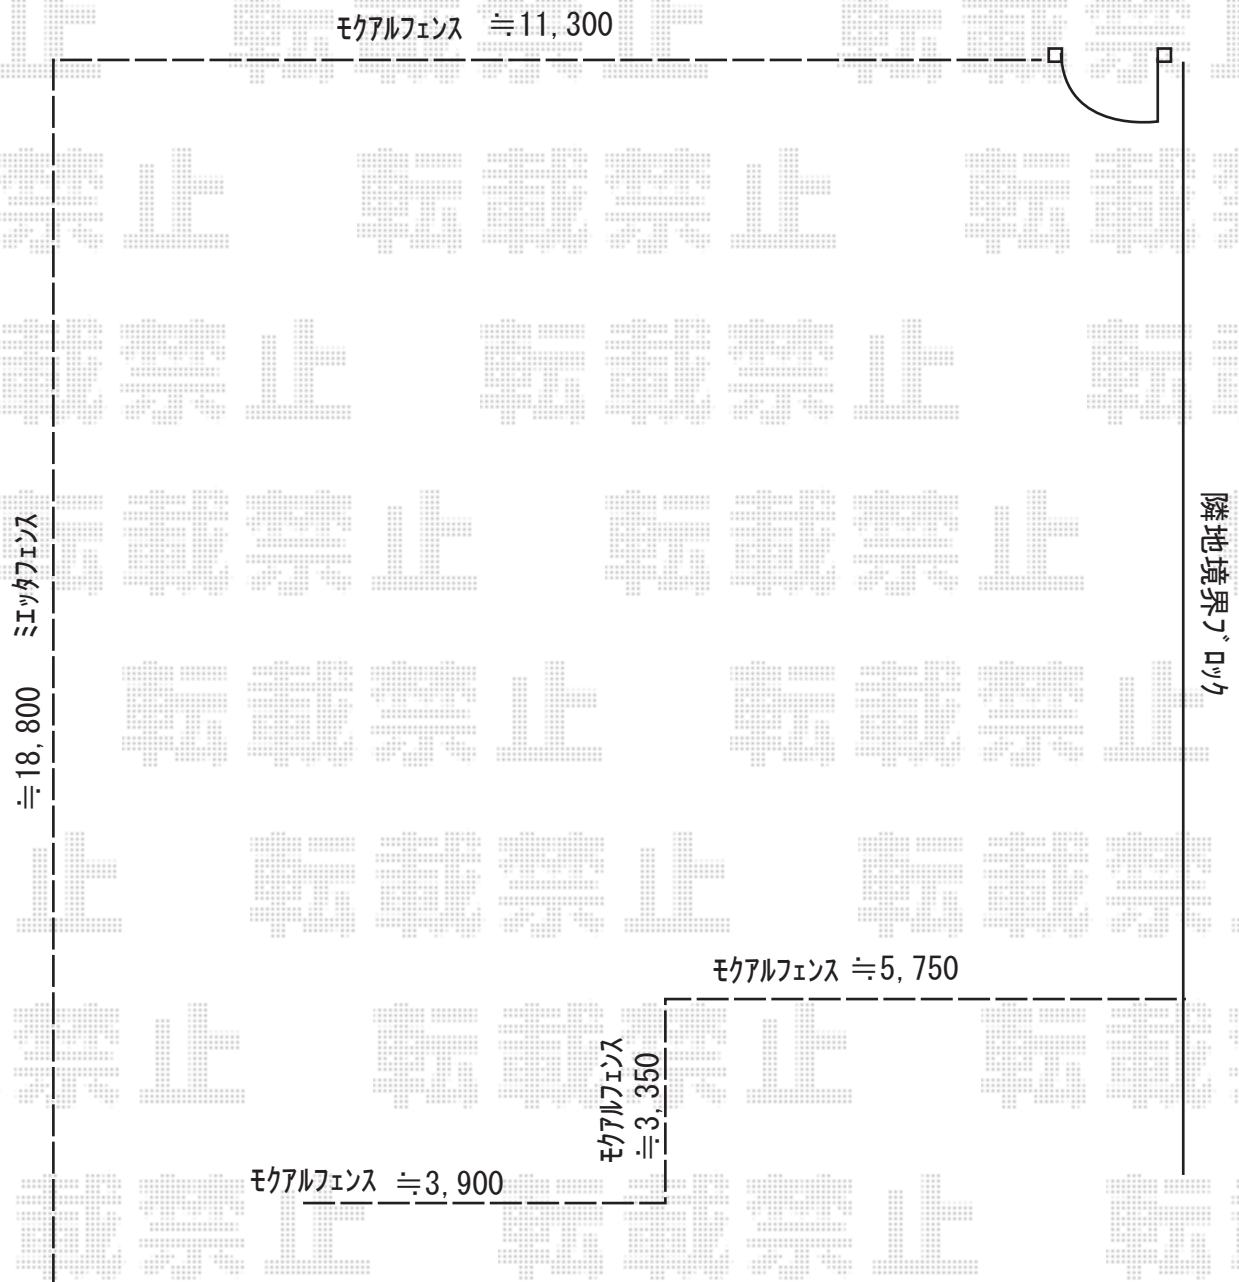 モクアルフェンス ≒11,300
ミエッタフェンス
≒18,800
隣地境界ブロック
モクアルフェンス ≒5,750
モクアルフェンス
≒3,350
モクアルフェンス ≒3,900
転載禁止